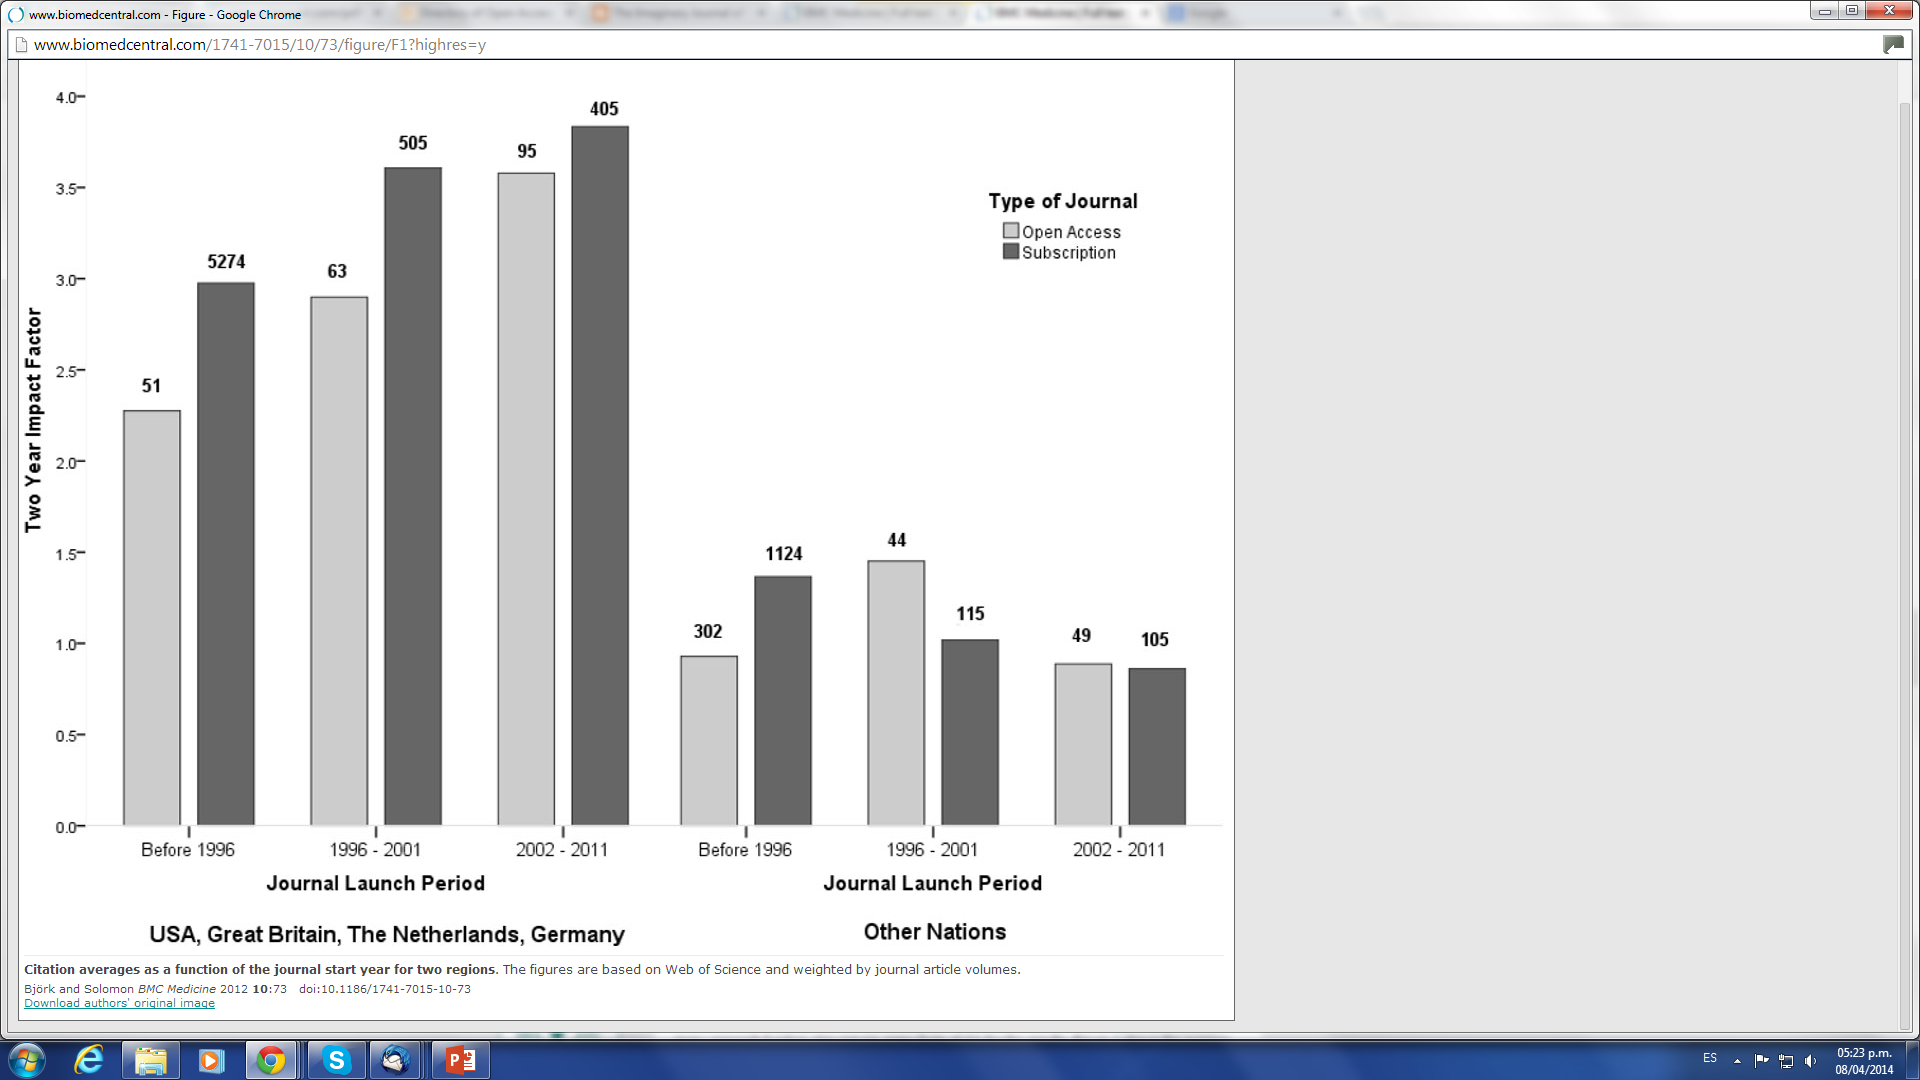 www.biomedcentral.com - Figure - Google Chrome
www.biomedcentral.com/1741-7015/10/73/figure/F1?highres=y
4.0
3.5
3.0
2.5
2.0
1.5
1.0
0.5
0.0
Two Year Impact Factor
51
5274
63
505
95
405
302
1124
44
115
49
105
Type of Journal
Open Access
Subscription
Before 1996
1996 - 2001
2002 - 2011
Before 1996
1996 - 2001
2002 - 2011
Journal Launch Period
Journal Launch Period
USA, Great Britain, The Netherlands, Germany
Other Nations
Citation averages as a function of the journal start year for two regions. The figures are based on Web of Science and weighted by journal article volumes.
Björk and Solomon BMC Medicine 2012 10:73 doi:10.1186/1741-7015-10-73
Download authors' original image
ES
05:23 p.m.
08/04/2014